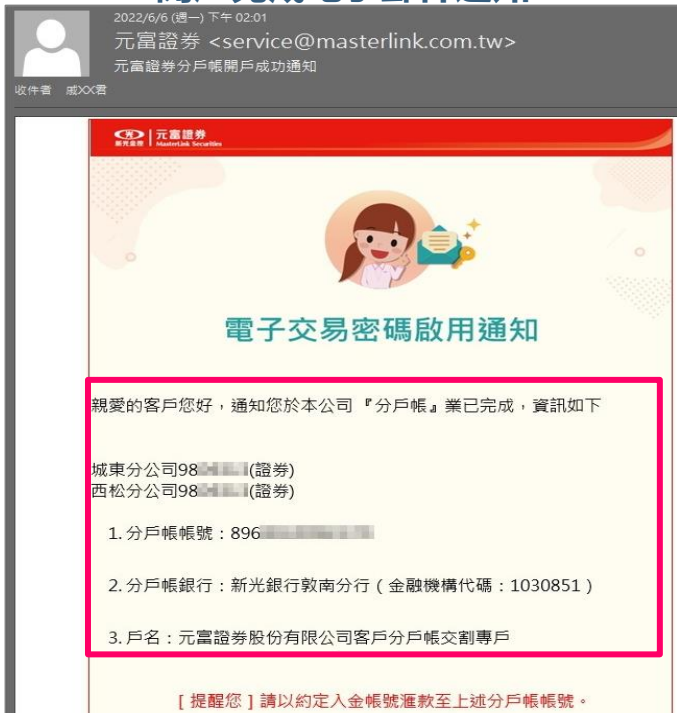 2022/6/6 (週一) 下午 02:01
元富證券 <service@masterlink.com.tw>
元富證券分戶帳開戶成功通知
收件者 戚XX君
新光金控
元富證券
MasterLink Securities
電子交易密碼啟用通知
親愛的客戶您好，通知您於本公司『分戶帳』業已完成，資訊如下
城東分公司98 (證券)
西松分公司98 (證券)
1. 分戶帳帳號：896
2. 分戶帳銀行：新光銀行敦南分行 ( 金融機構代碼：1030851 )
3. 戶名：元富證券股份有限公司客戶分戶帳交割專戶
[ 提醒您 ] 請以約定入金帳號滙款至上述分戶帳帳號。